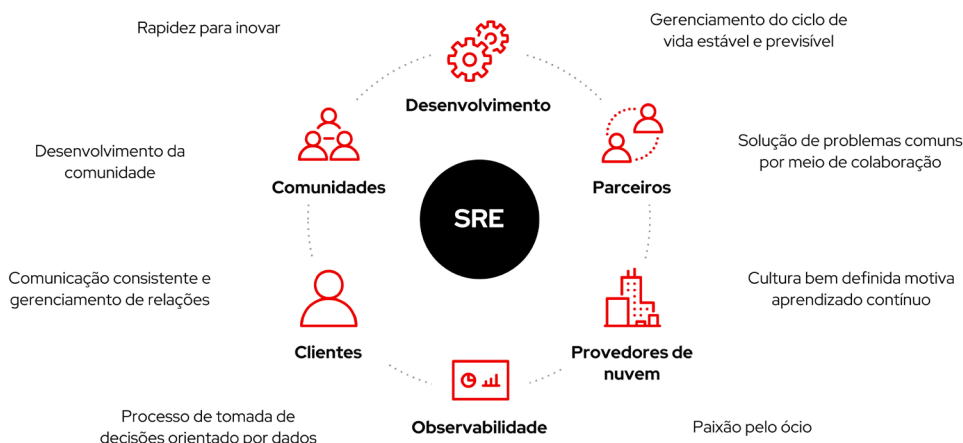 Rapidez para inovar
Gerenciamento do ciclo de
vida estável e previsível
Desenvolvimento
Desenvolvimento da
comunidade
Comunidades
Parceiros
Solução de problemas comuns
por meio de colaboração
SRE
Comunicação consistente e
gerenciamento de relações
Clientes
Provedores de
nuvem
Cultura bem definida motiva
aprendizado contínuo
Processo de tomada de
decisões orientado por dados
Observabilidade
Paixão pelo ócio